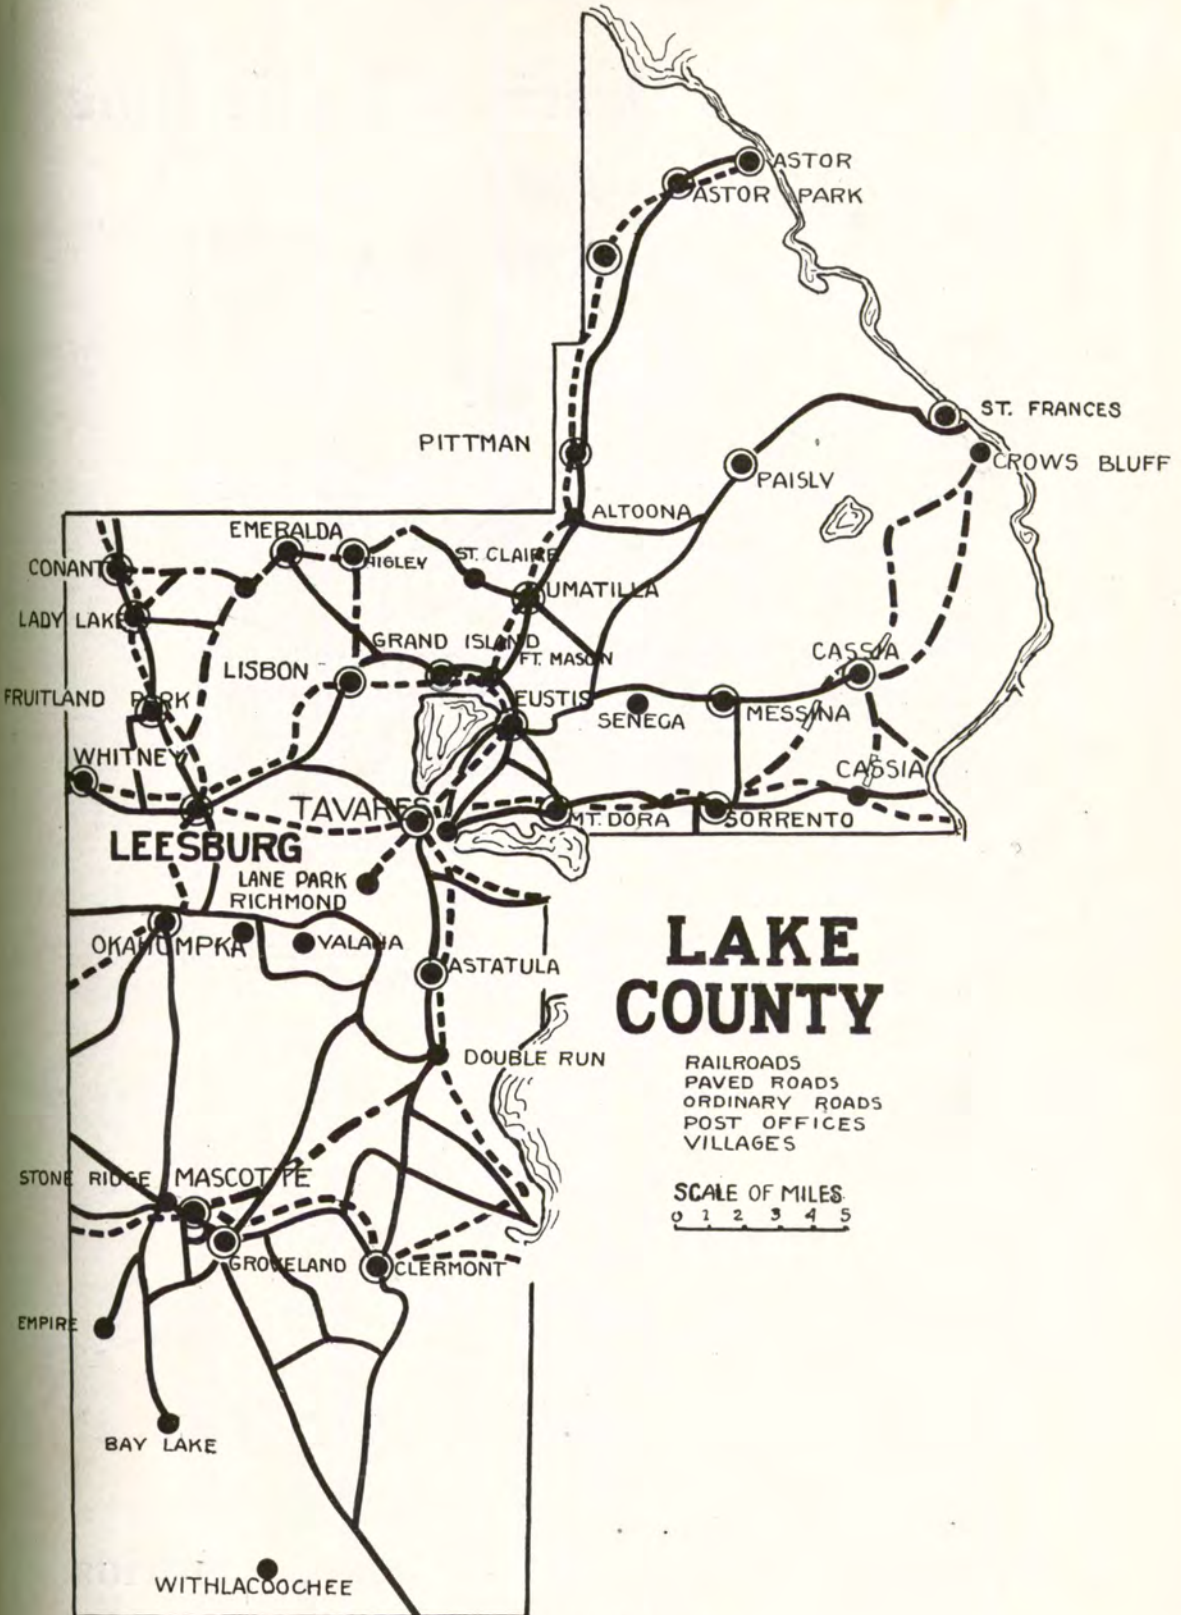 ASTOR
ASTOR PARK
ST. FRANCES
PITTMAN
CROWS BLUFF
PAISLV
ALTOONA
EMERALDA
ST. CLAIRE
CONANT
HIGLEY
UMATILLA
LADY LAKE
GRAND ISLAND
FT. MASON
CASSIA
LISBON
FRUITLAND PARK
EUSTIS
SENEGA
MESSINA
WHITNEY
CASSIA
TAVARES
MT. DORA
SORRENTO
LEESBURG
LANE PARK
RICHMOND
OKAHUMPKA
VALAHA
ASTATULA
LAKE
COUNTY
DOUBLE RUN
RAILROADS
PAVED ROADS
ORDINARY ROADS
POST OFFICES
VILLAGES
STONE RIDGE
MASCOTTE
SCALE OF MILES
0 1 2 3 4 5
GROVELAND
CLERMONT
EMPIRE
BAY LAKE
WITHLACOOCHEE